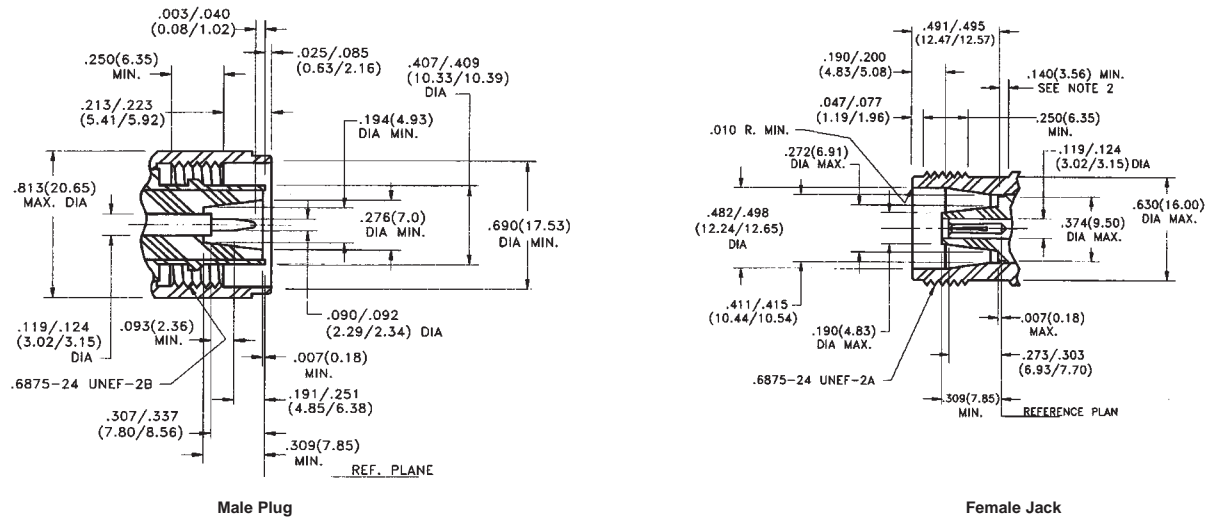 .003/.040
(0.08/1.02)
.025/.085
(0.63/2.16)
.250(6.35)
MIN.
.407/.409
(10.33/10.39)
DIA
.213/.223
(5.41/5.92)
.194(4.93)
DIA MIN.
.813(20.65)
MAX. DIA
.276(7.0)
DIA MIN.
.690(17.53)
DIA MIN.
.119/.124
(3.02/3.15)
DIA
.093(2.36)
MIN.
.090/.092
(2.29/2.34) DIA
.007(0.18)
MIN.
.6875-24 UNEF-2B
.191/.251
(4.85/6.38)
.307/.337
(7.80/8.56)
.309(7.85)
MIN.
REF. PLANE
Male Plug
.491/.495
(12.47/12.57)
.190/.200
(4.83/5.08)
.140(3.56) MIN.
SEE NOTE 2
.047/.077
(1.19/1.96)
.250(6.35)
MIN.
.010 R. MIN.
.272(6.91)
DIA MAX.
.119/.124
(3.02/3.15) DIA
.482/.498
(12.24/12.65)
DIA
.374(9.50)
DIA MAX.
.630(16.00)
DIA MAX.
.411/.415
(10.44/10.54)
.190(4.83)
DIA MAX.
.007(0.18)
MAX.
.273/.303
(6.93/7.70)
.6875-24 UNEF-2A
.309(7.85)
MIN.
REFERENCE PLAN
Female Jack